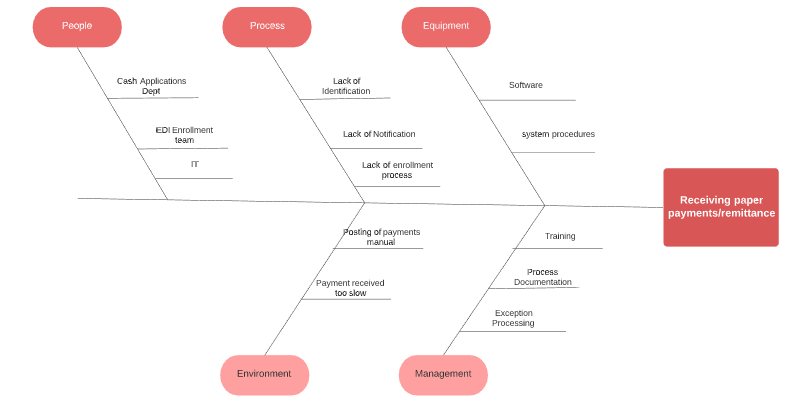 People
Process
Equipment
Cash Applications
Dept
EDI Enrollment
team
IT
Lack of
Identification
Lack of Notification
Lack of enrollment
process
Software
system procedures
Receiving paper
payments/remittance
Posting of payments
manual
Payment received
too slow
Training
Process
Documentation
Exception
Processing
Environment
Management